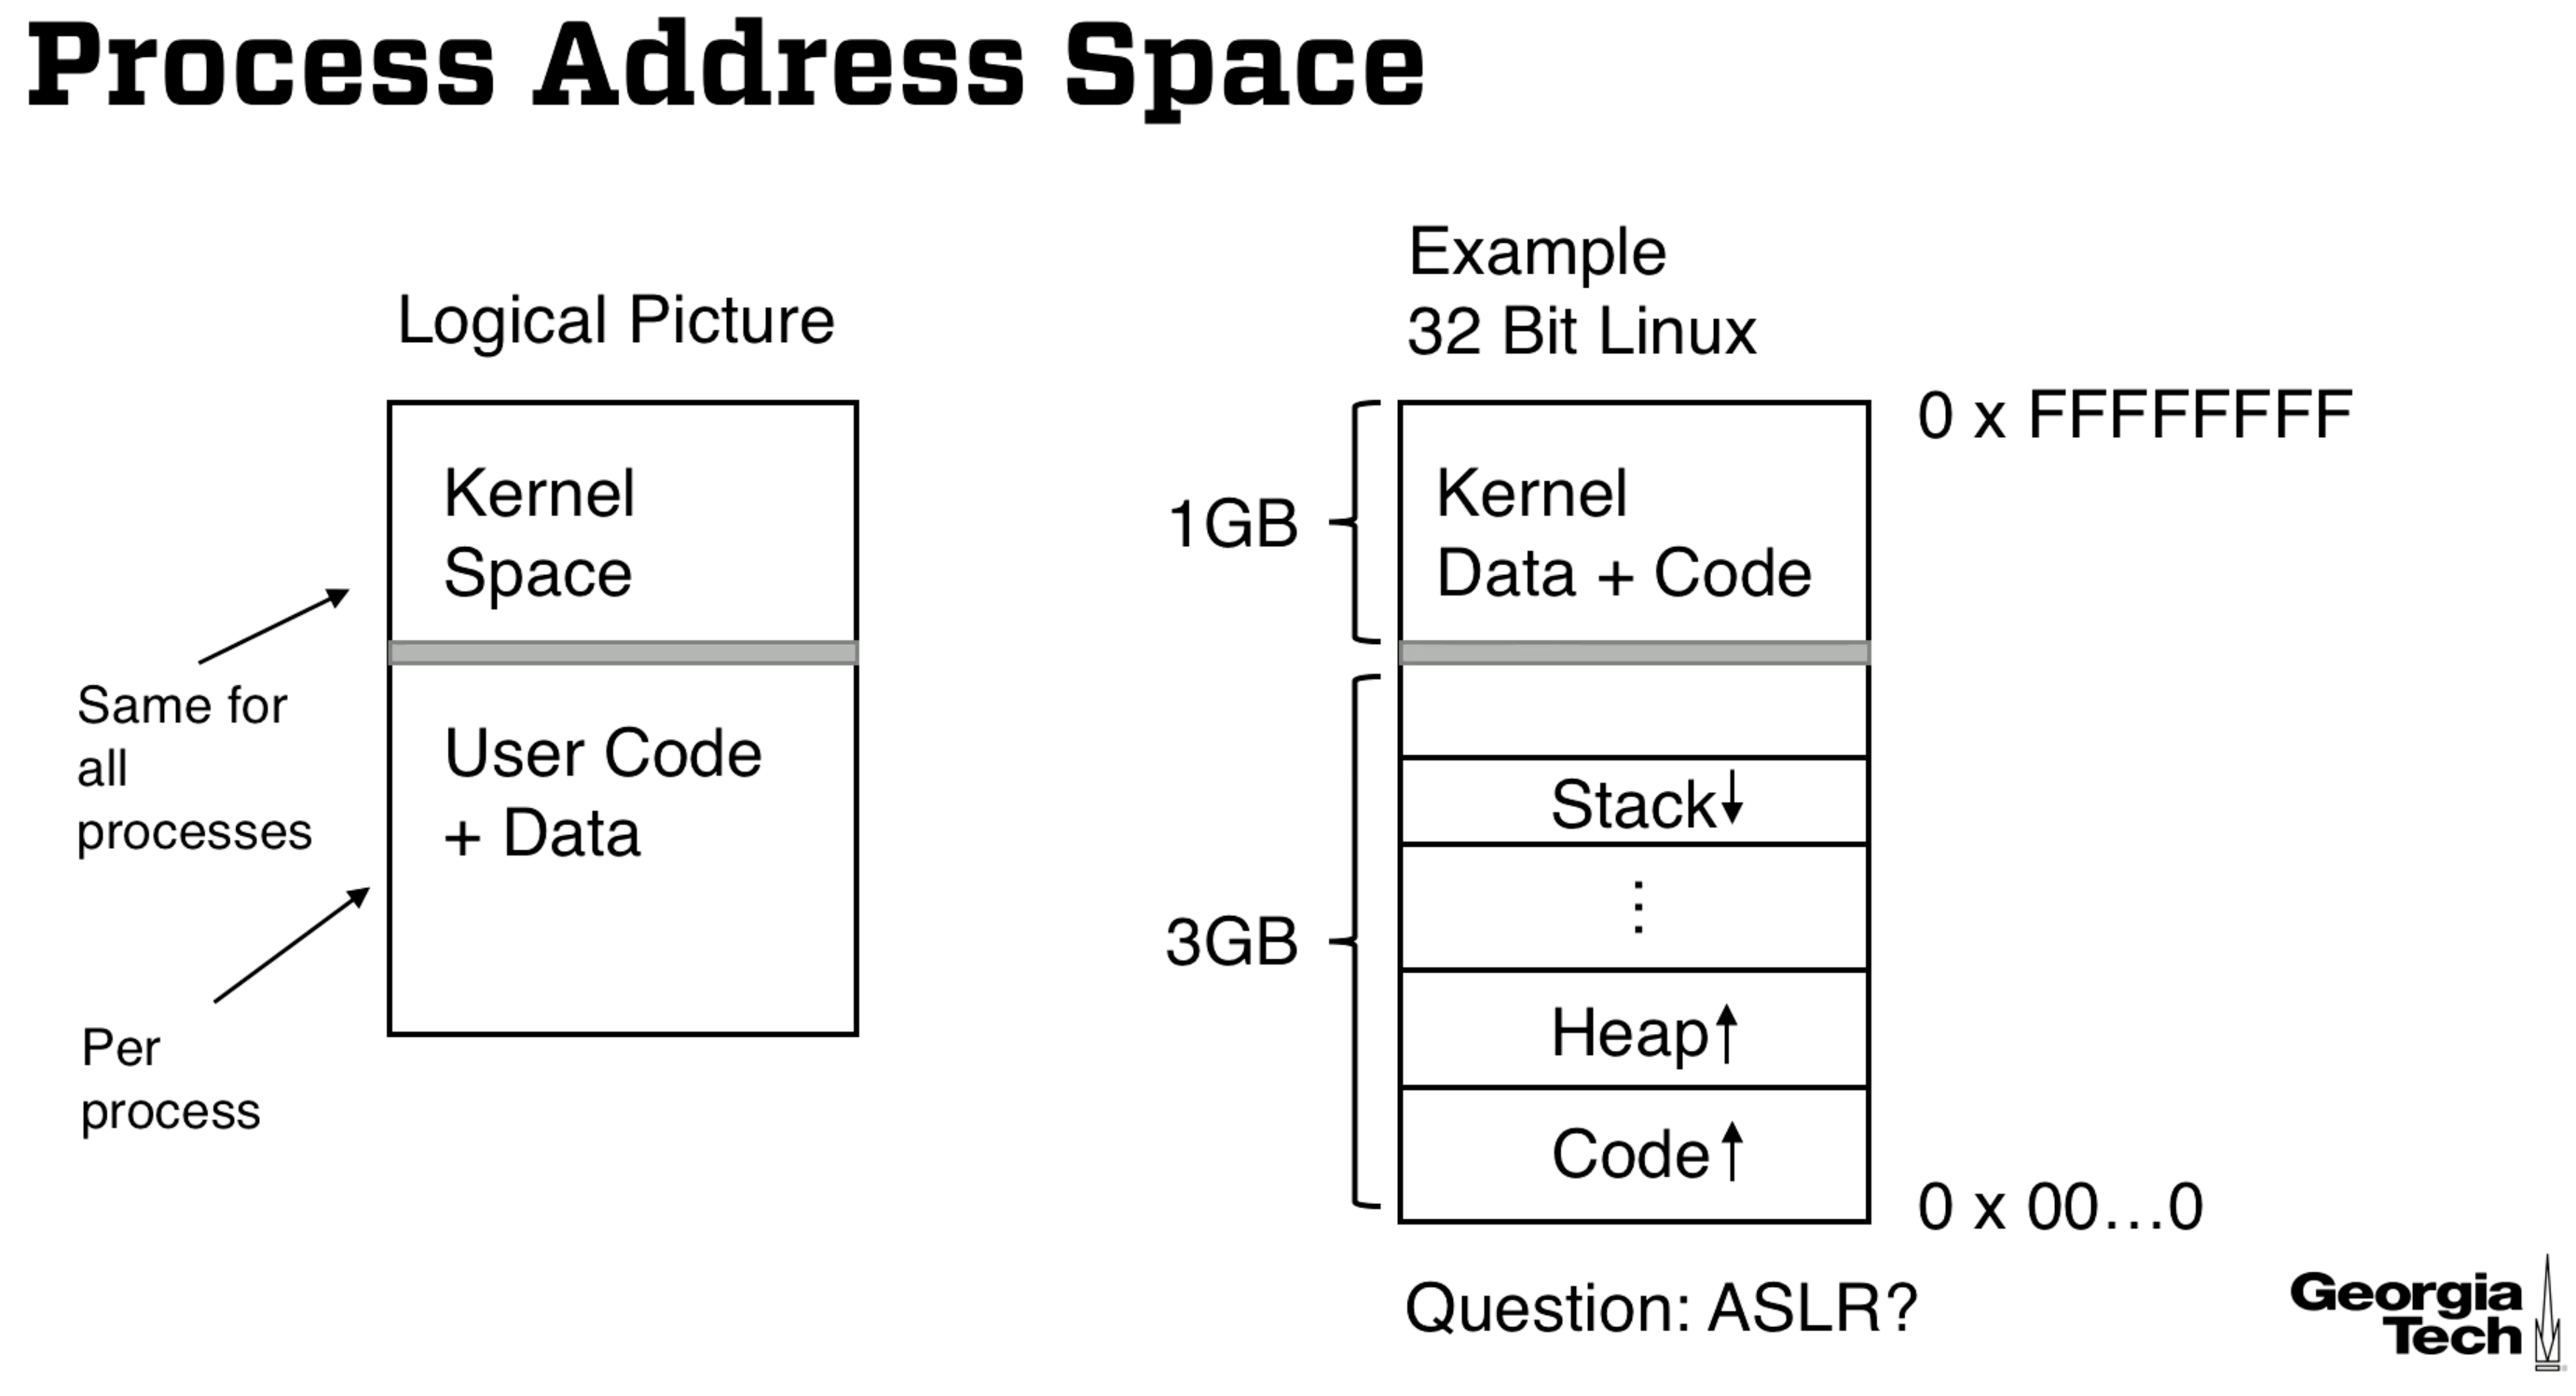 Process Address Space
Logical Picture
Kernel
Space
User Code
+ Data
Same for
all
processes
Per
process
Example
32 Bit Linux
0 x FFFFFFFF
1GB
Kernel
Data + Code
3GB
Stack↓
⋮
Heap↑
Code↑
0 x 00...0
Question: ASLR?
Georgia
Tech